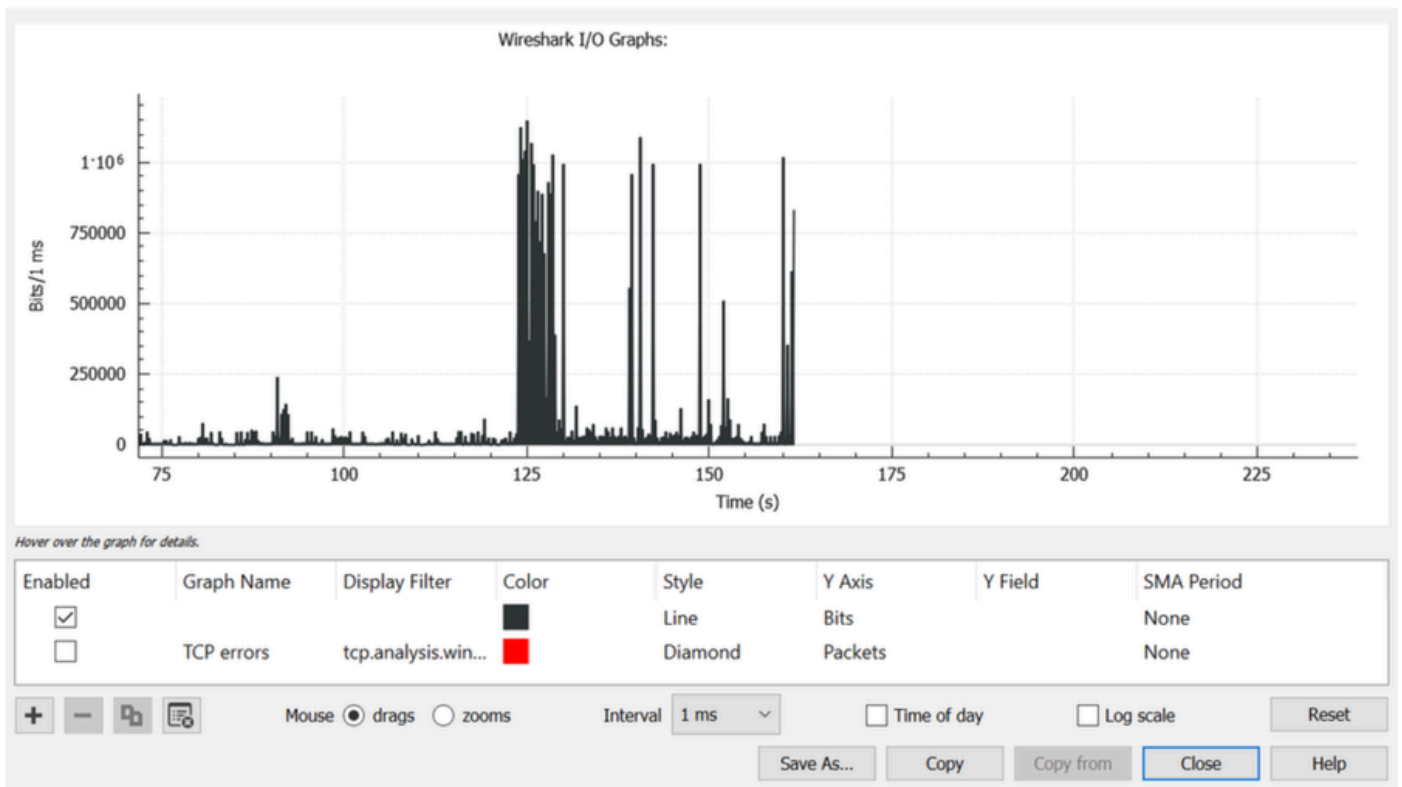 Wireshark I/O Graphs:
1·10⁶
750000
500000
250000
0
Bits/1 ms
75 100 125 150 175 200 225
Time (s)
Hover over the graph for details.
Enabled Graph Name Display Filter Color Style Y Axis Y Field SMA Period
Line Bits None
TCP errors tcp.analysis.win... Diamond Packets None
Mouse drags zooms Interval 1 ms Time of day Log scale Reset
Save As... Copy Copy from Close Help